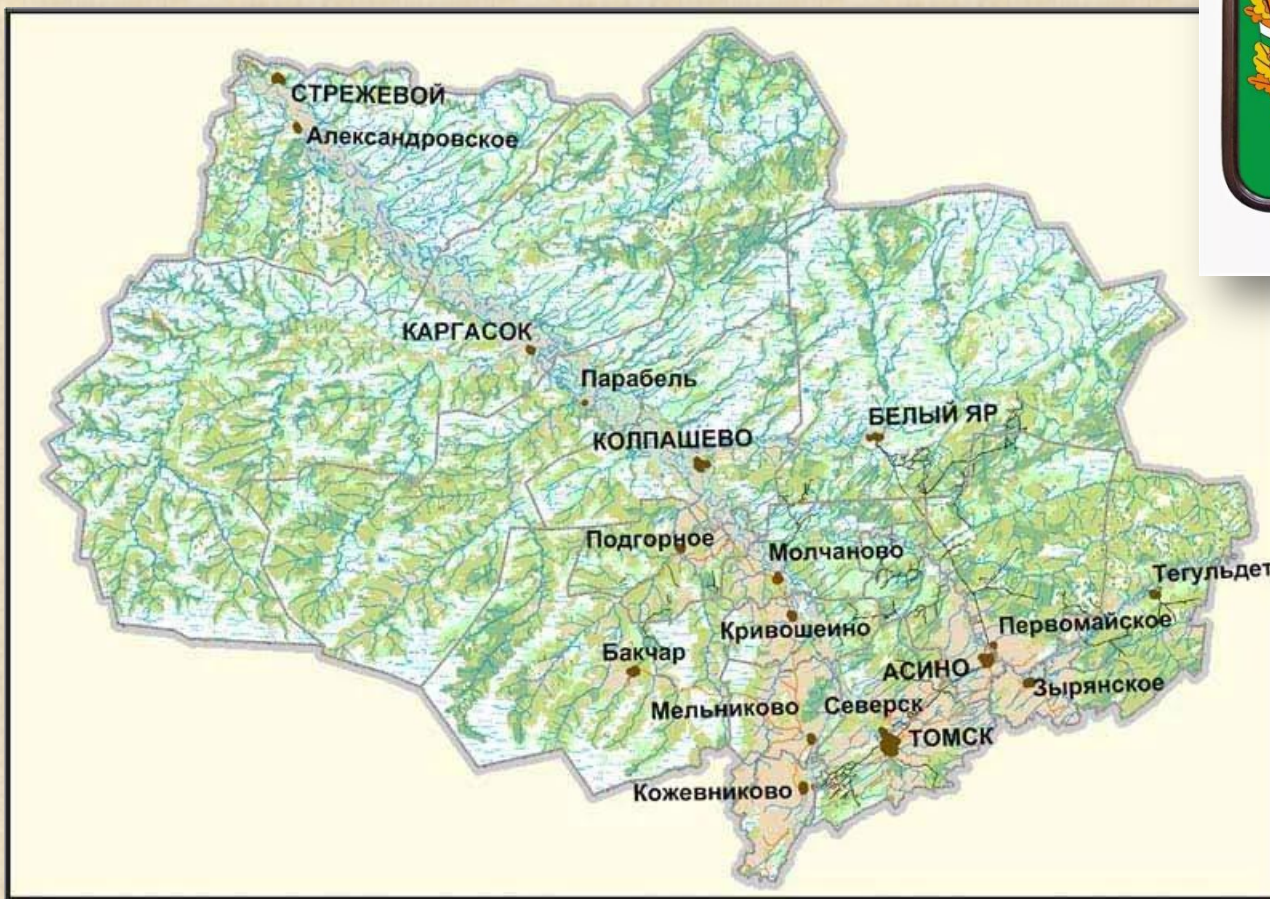 СТРЕЖЕВОЙ
Александровское
КАРГАСОК
Парабель
БЕЛЫЙ ЯР
КОЛПАШЕВО
Подгорное
Молчаново
Тегульдет
Первомайское
Кривошеино
Бакчар
АСИНО
Зырянское
Мельниково
Северск
ТОМСК
Кожевниково